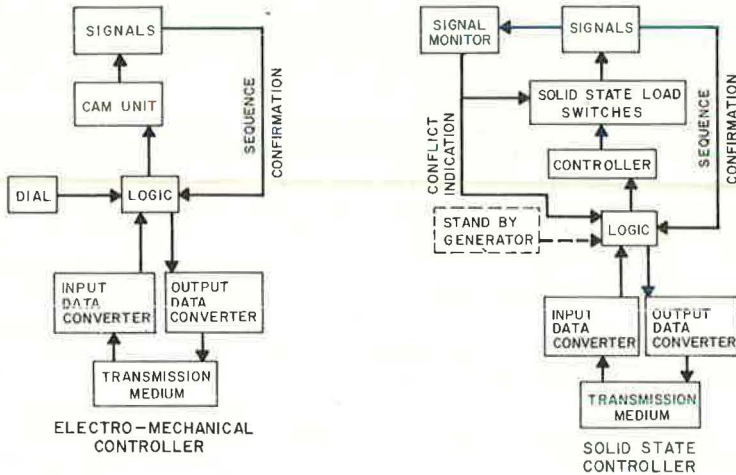 SIGNALS
CAM UNIT
SEQUENCE
CONFIRMATION
DIAL
LOGIC
INPUT
DATA
CONVERTER
OUTPUT
DATA
CONVERTER
TRANSMISSION
MEDIUM
ELECTRO-MECHANICAL
CONTROLLER
SIGNAL
MONITOR
SIGNALS
SOLID STATE LOAD
SWITCHES
CONFLICT
INDICATION
SEQUENCE
CONFIRMATION
CONTROLLER
STAND BY
GENERATOR
LOGIC
INPUT
DATA
CONVERTER
OUTPUT
DATA
CONVERTER
TRANSMISSION
MEDIUM
SOLID STATE
CONTROLLER